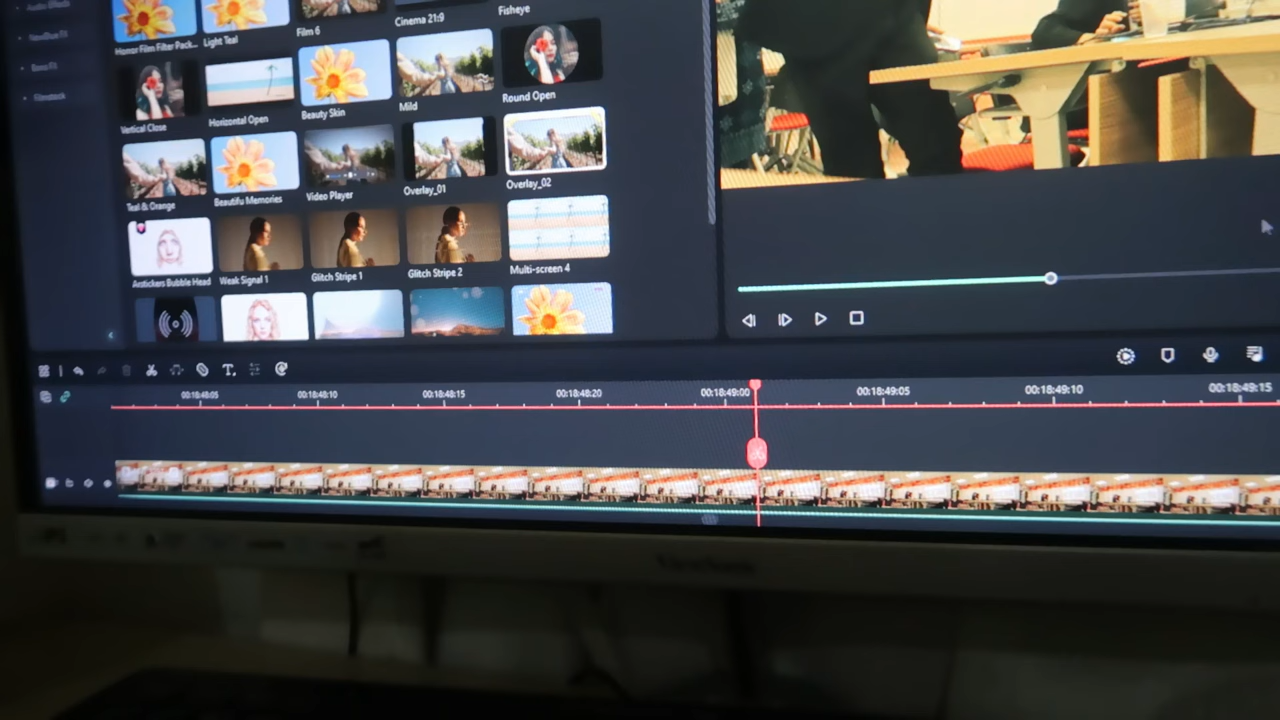 Audio Effects
NewBlue FX
Boris FX
Filmstock
Honor Film Filter Pack...
Light Teal
Film 6
Cinema 21:9
Fisheye
Vertical Close
Horizontal Open
Beauty Skin
Mild
Round Open
Teal & Orange
Beautifu Memories
Video Player
Overlay_01
Overlay_02
Arstickers Bubble Head
Weak Signal 1
Glitch Stripe 1
Glitch Stripe 2
Multi-screen 4
00:18:48:05
00:18:48:10
00:18:48:15
00:18:48:20
00:18:49:00
00:18:49:05
00:18:49:10
00:18:49:15
ViewSonic